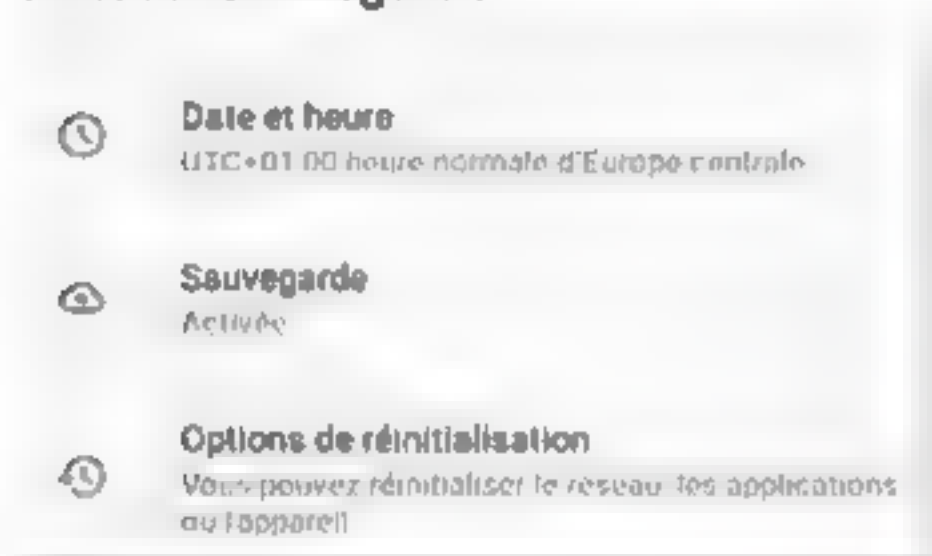 Date et heure
UTC+01:00 heure normale d'Europe centrale
Sauvegarde
Activée
Options de réinitialisation
Vous pouvez réinitialiser le réseau, les applications
ou l'appareil